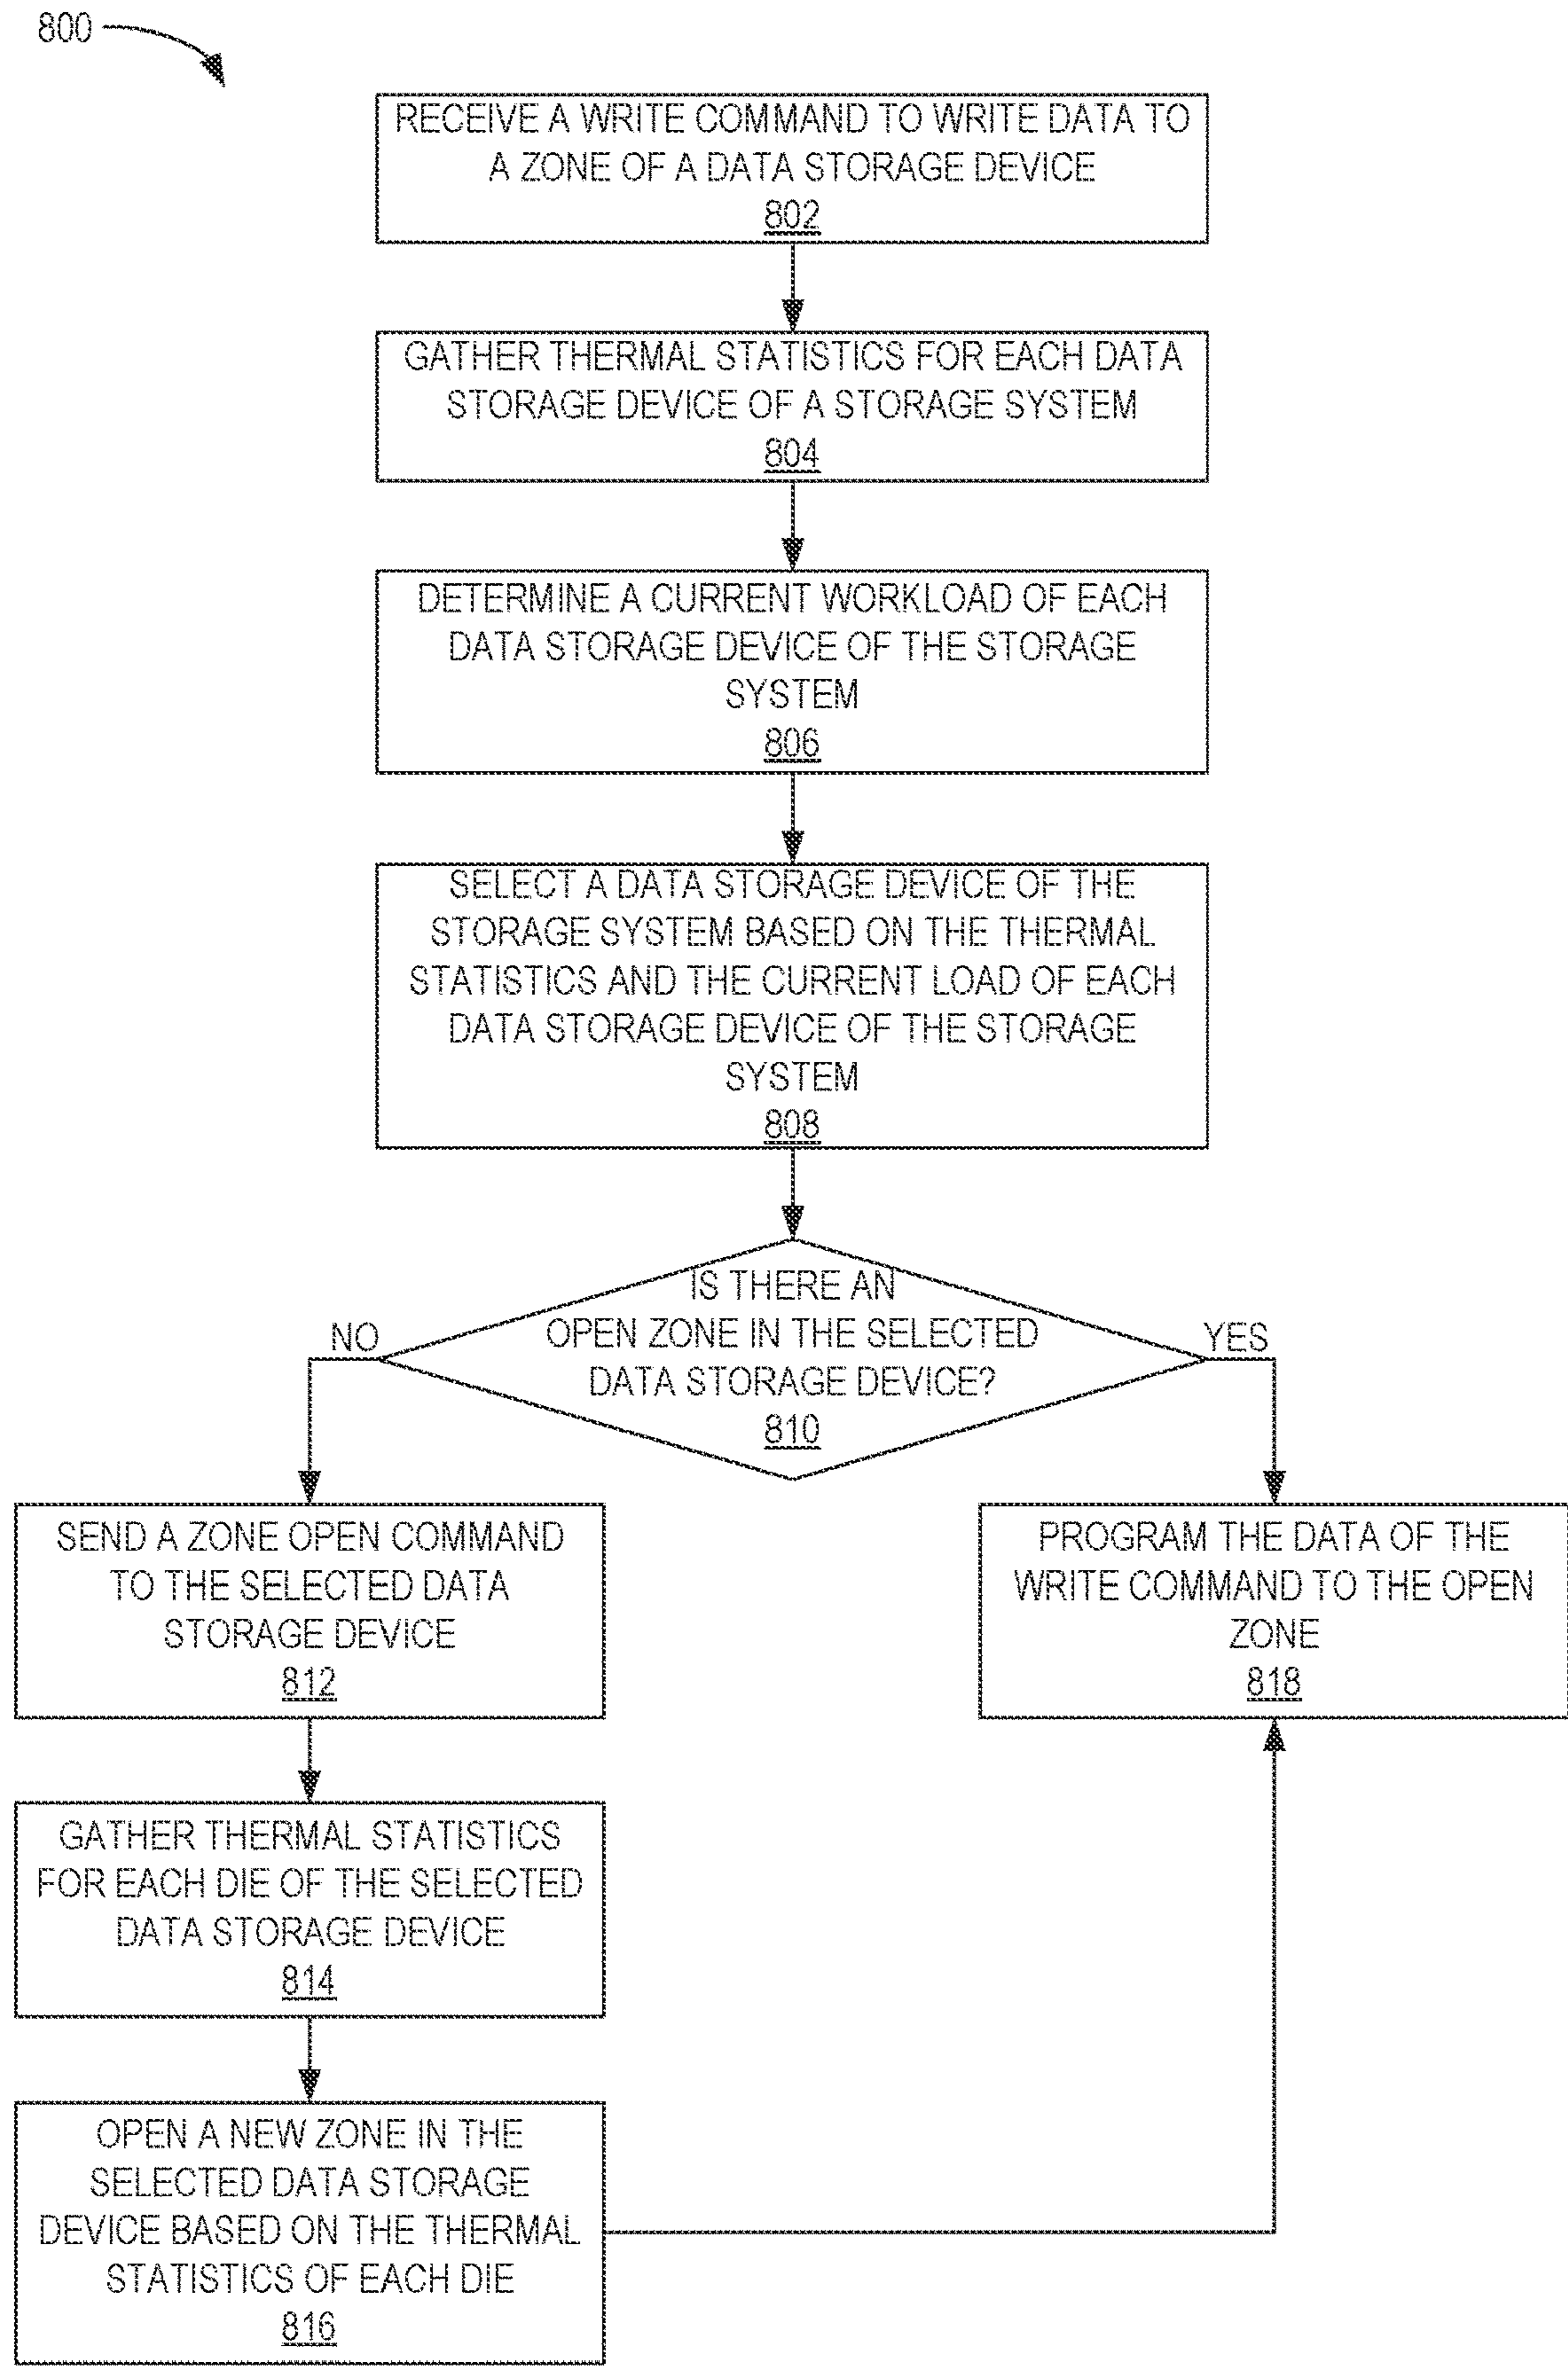 800
RECEIVE A WRITE COMMAND TO WRITE DATA TO
A ZONE OF A DATA STORAGE DEVICE
802
GATHER THERMAL STATISTICS FOR EACH DATA
STORAGE DEVICE OF A STORAGE SYSTEM
804
DETERMINE A CURRENT WORKLOAD OF EACH
DATA STORAGE DEVICE OF THE STORAGE
SYSTEM
806
SELECT A DATA STORAGE DEVICE OF THE
STORAGE SYSTEM BASED ON THE THERMAL
STATISTICS AND THE CURRENT LOAD OF EACH
DATA STORAGE DEVICE OF THE STORAGE
SYSTEM
808
IS THERE AN
OPEN ZONE IN THE SELECTED
DATA STORAGE DEVICE?
810
NO
YES
SEND A ZONE OPEN COMMAND
TO THE SELECTED DATA
STORAGE DEVICE
812
PROGRAM THE DATA OF THE
WRITE COMMAND TO THE OPEN
ZONE
818
GATHER THERMAL STATISTICS
FOR EACH DIE OF THE SELECTED
DATA STORAGE DEVICE
814
OPEN A NEW ZONE IN THE
SELECTED DATA STORAGE
DEVICE BASED ON THE THERMAL
STATISTICS OF EACH DIE
816